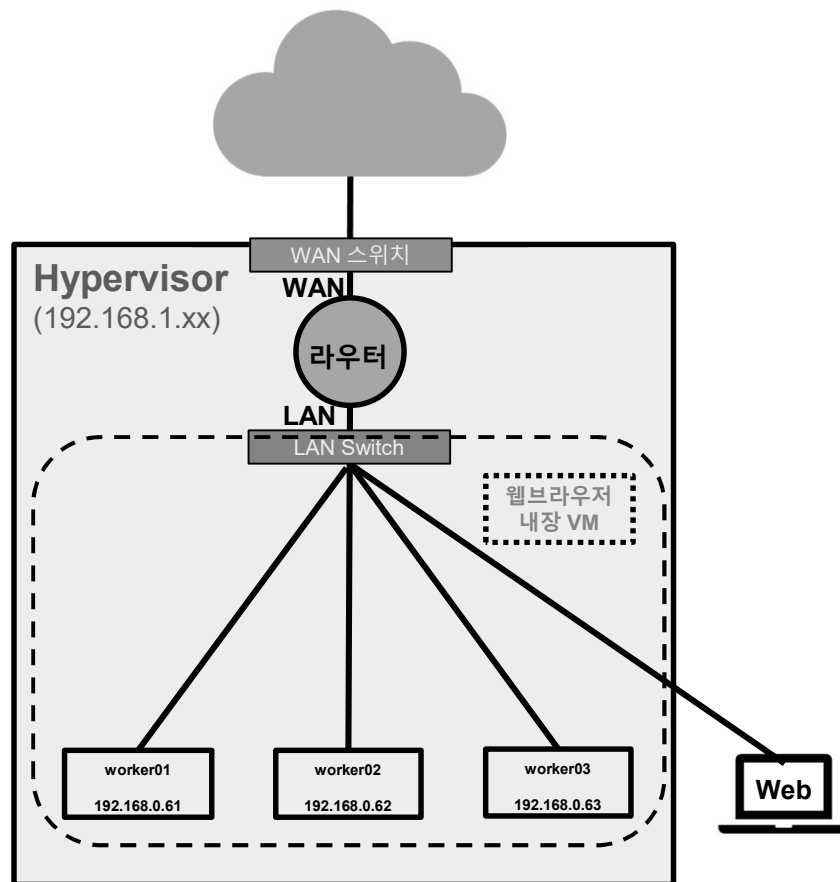 WAN 스위치
Hypervisor
(192.168.1.xx)
WAN
라우터
LAN
LAN Switch
웹브라우저
내장 VM
worker01
192.168.0.61
worker02
192.168.0.62
worker03
192.168.0.63
Web